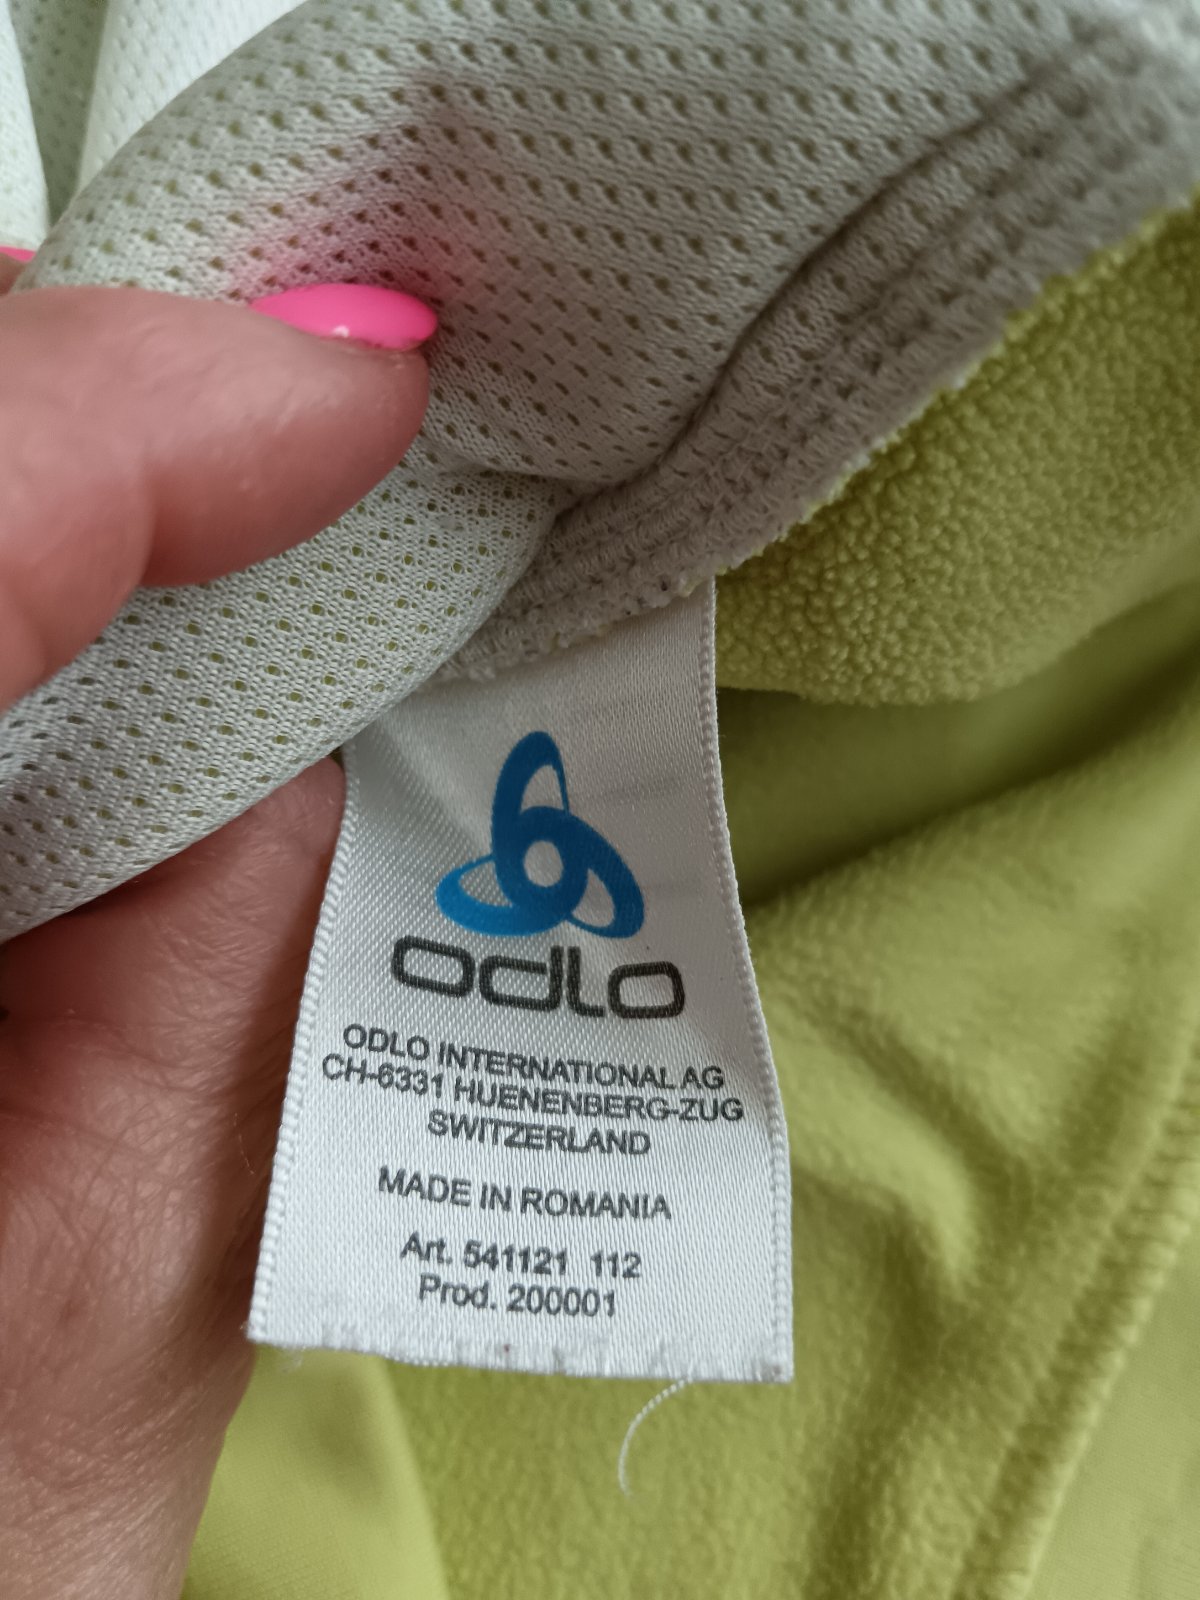 odlo
ODLO INTERNATIONAL AG
CH-6331 HUENENBERG-ZUG
SWITZERLAND
MADE IN ROMANIA
Art. 541121 112
Prod. 200001